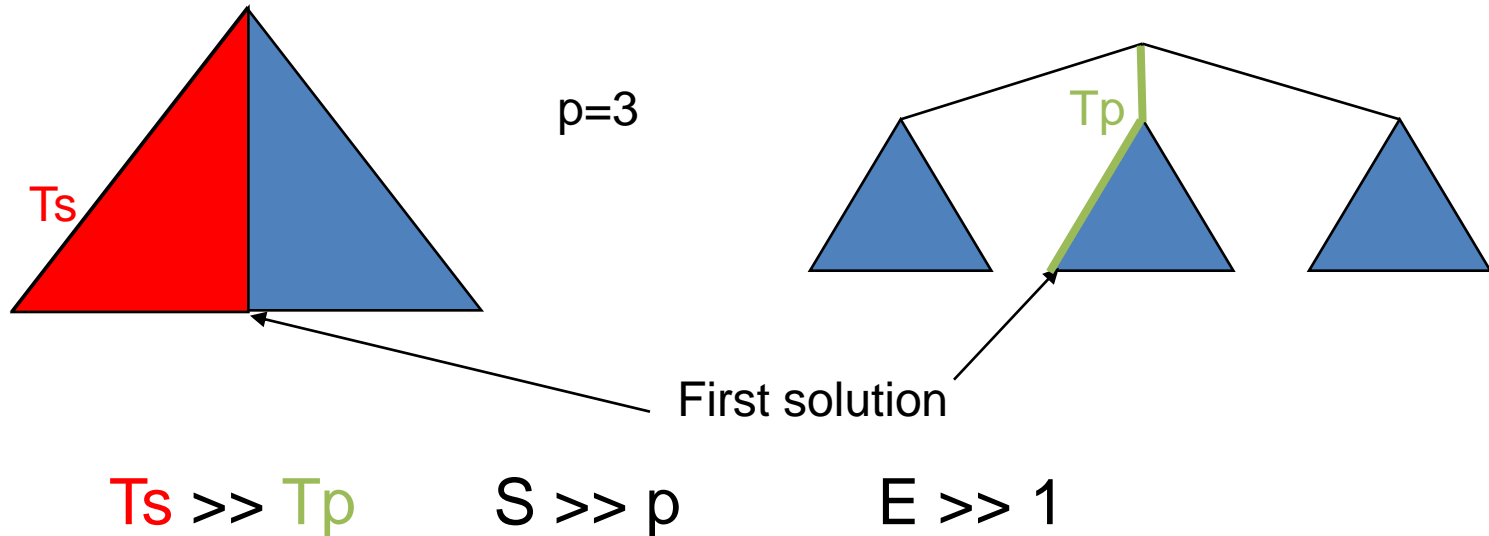 p=3
Tp
Ts
First solution
Ts >> Tp S >> p E >> 1